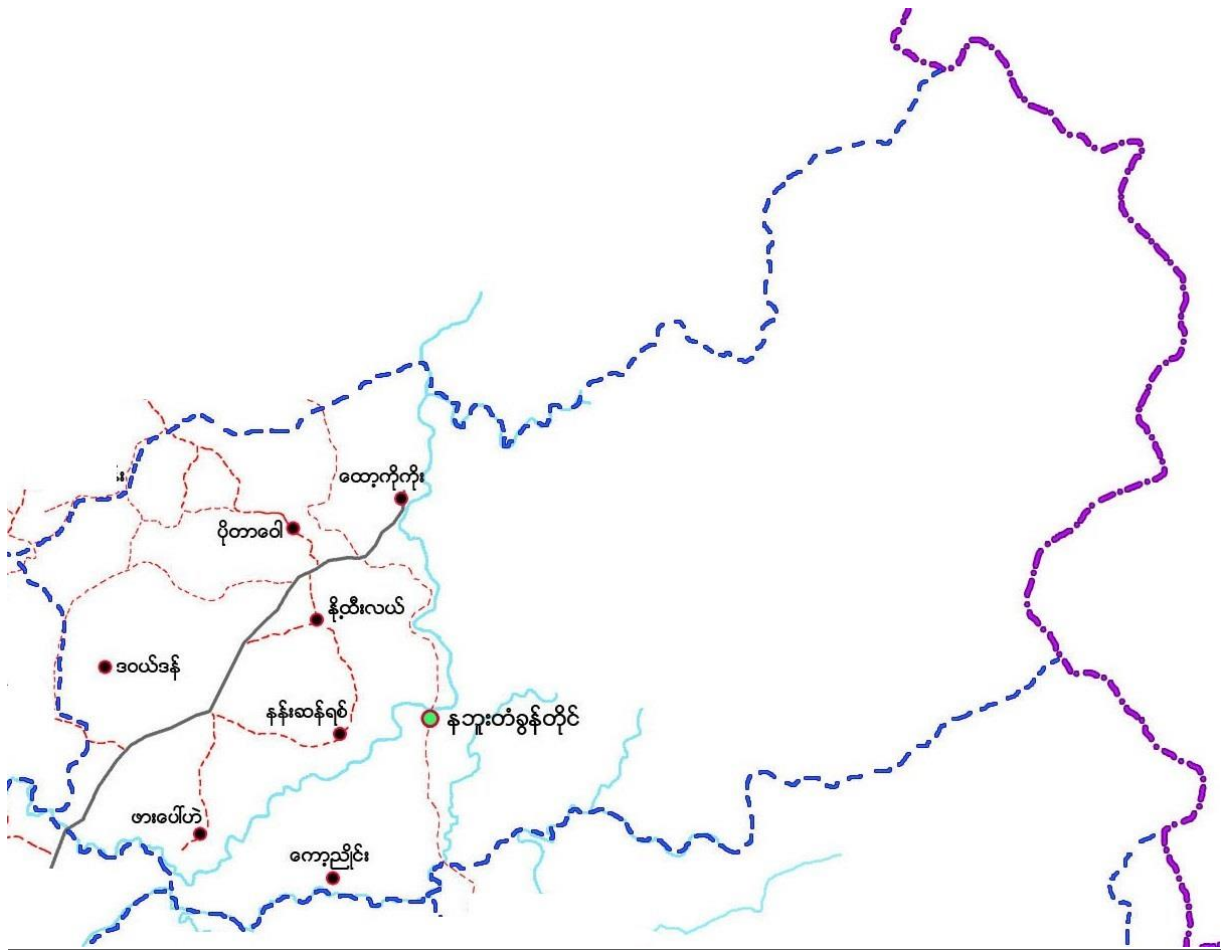 ထော့ကိုကိုး
ပိုတာဝေါ
နို့ထီးလယ်
ဒဝယ်ဒန်
နန်းဆန်ရစ်
နဘူးတံခွန်တိုင်
ဖားပေါ်ဟဲ
ကော့ညိုင်း